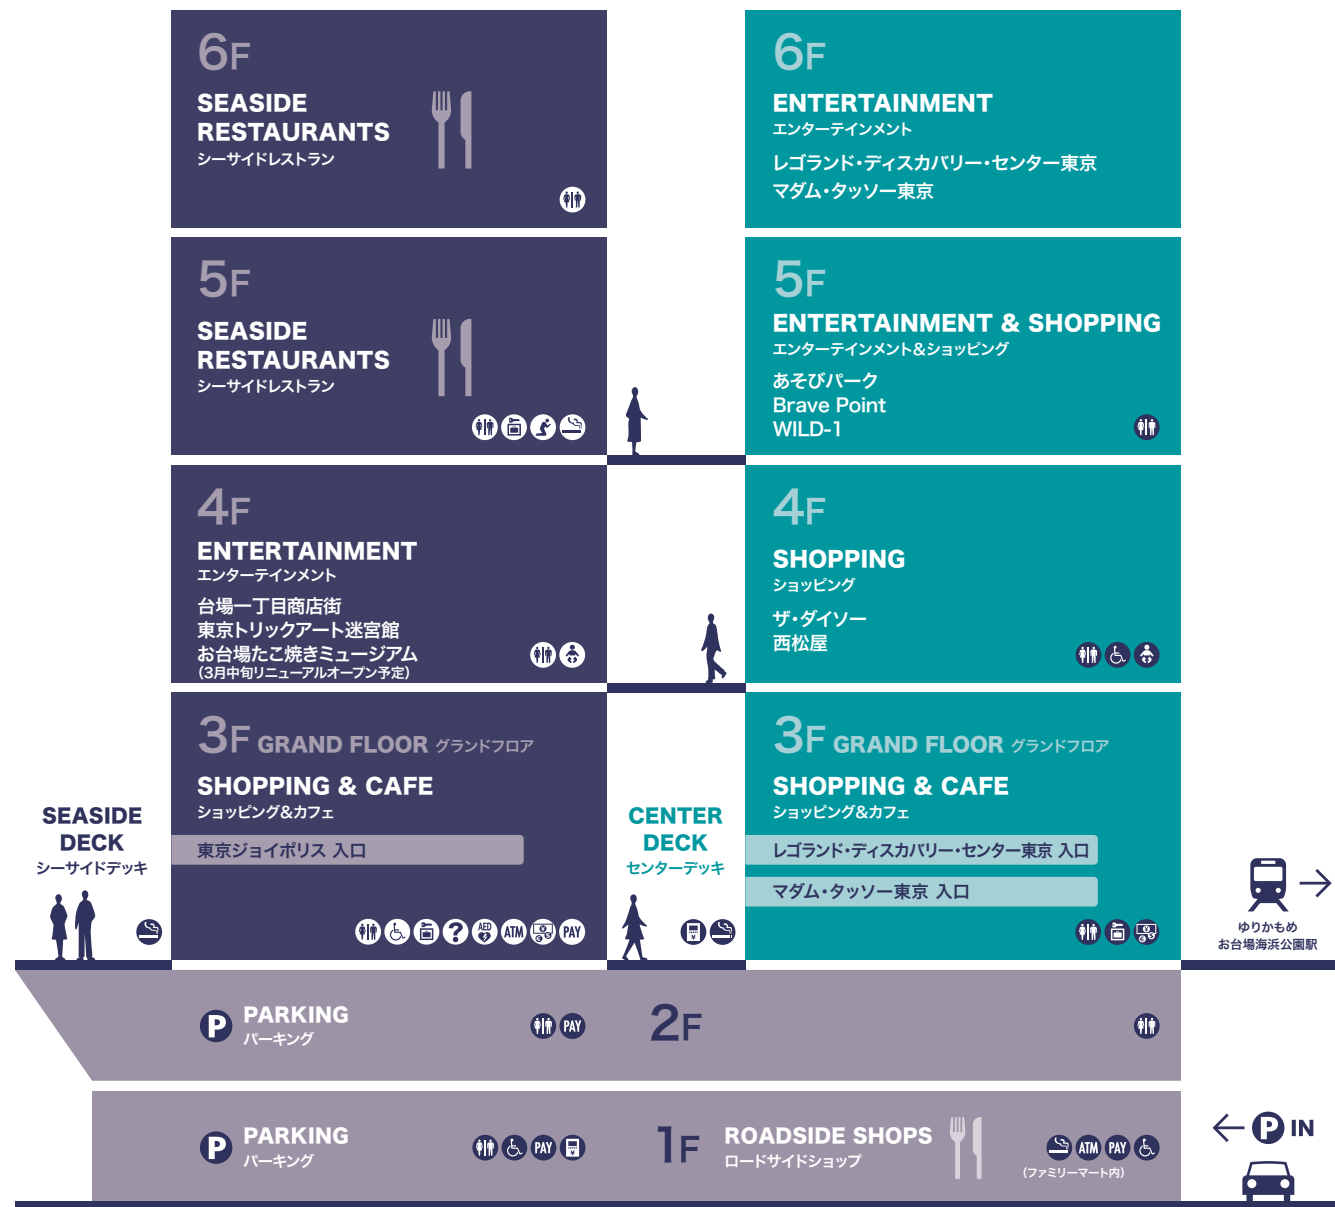 6F
SEASIDE
RESTAURANTS
シーサイドレストラン
6F
ENTERTAINMENT
エンターテインメント
レゴランド・ディスカバリー・センター東京
マダム・タッソー東京
5F
SEASIDE
RESTAURANTS
シーサイドレストラン
5F
ENTERTAINMENT & SHOPPING
エンターテインメント&ショッピング
あそびパーク
Brave Point
WILD-1
4F
ENTERTAINMENT
エンターテインメント
台場一丁目商店街
東京トリックアート迷宮館
お台場たこ焼きミュージアム
（3月中旬リニューアルオープン予定）
4F
SHOPPING
ショッピング
ザ・ダイソー
西松屋
SEASIDE
DECK
シーサイドデッキ
3F GRAND FLOOR グランドフロア
SHOPPING & CAFE
ショッピング&カフェ
東京ジョイポリス 入口
? AED ATM PAY
CENTER
DECK
センターデッキ
3F GRAND FLOOR グランドフロア
SHOPPING & CAFE
ショッピング&カフェ
レゴランド・ディスカバリー・センター東京 入口
マダム・タッソー東京 入口
ゆりかもめ
お台場海浜公園駅
P PARKING
パーキング
PAY
2F
P PARKING
パーキング
PAY
1F
ROADSIDE SHOPS
ロードサイドショップ
ATM PAY
（ファミリーマート内）
P IN